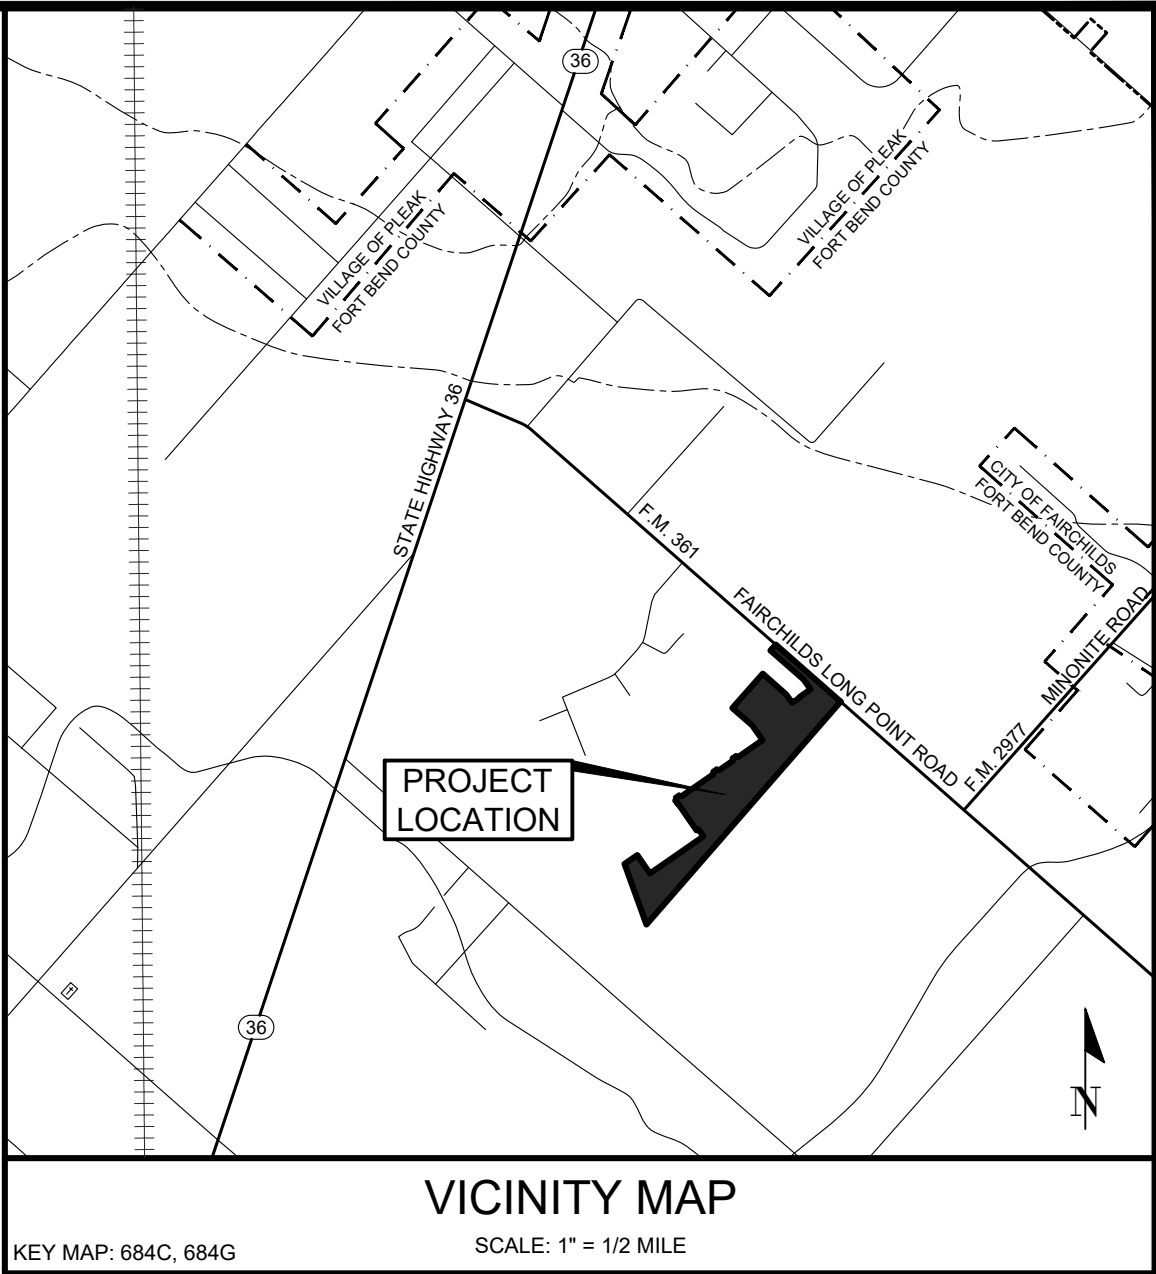 36
VILLAGE OF PLEAK
FORT BEND COUNTY
VILLAGE OF PLEAK
FORT BEND COUNTY
STATE HIGHWAY 36
F.M. 361
CITY OF FAIRCHILDS
FORT BEND COUNTY
FAIRCHILDS LONG POINT ROAD
MINONITE ROAD
F.M. 2977
PROJECT
LOCATION
36
N
VICINITY MAP
SCALE: 1" = 1/2 MILE
KEY MAP: 684C, 684G